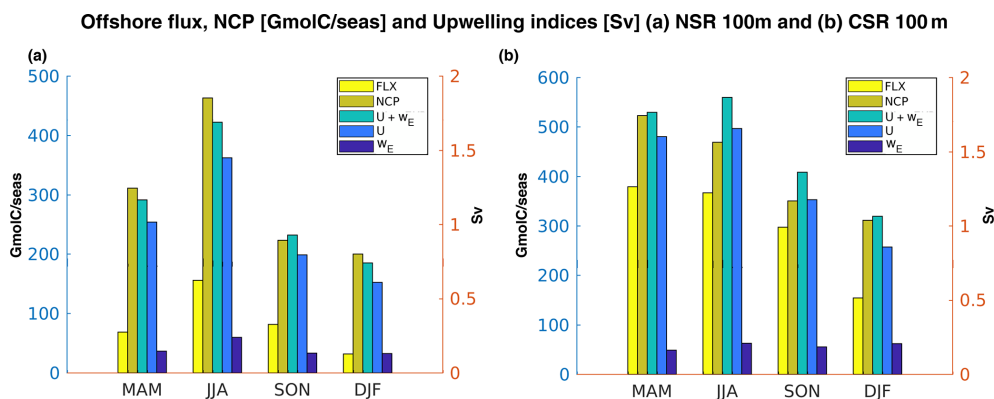 Offshore flux, NCP [GmolC/seas] and Upwelling indices [Sv] (a) NSR 100m and (b) CSR 100 m
(a)
500
400
300
200
100
0
GmolC/seas
FLX
NCP
U + wE
U
wE
2
1.5
1
0.5
0
Sv
MAM JJA SON DJF
(b)
600
500
400
300
200
100
0
GmolC/seas
FLX
NCP
U + wE
U
wE
2
1.5
1
0.5
0
Sv
MAM JJA SON DJF